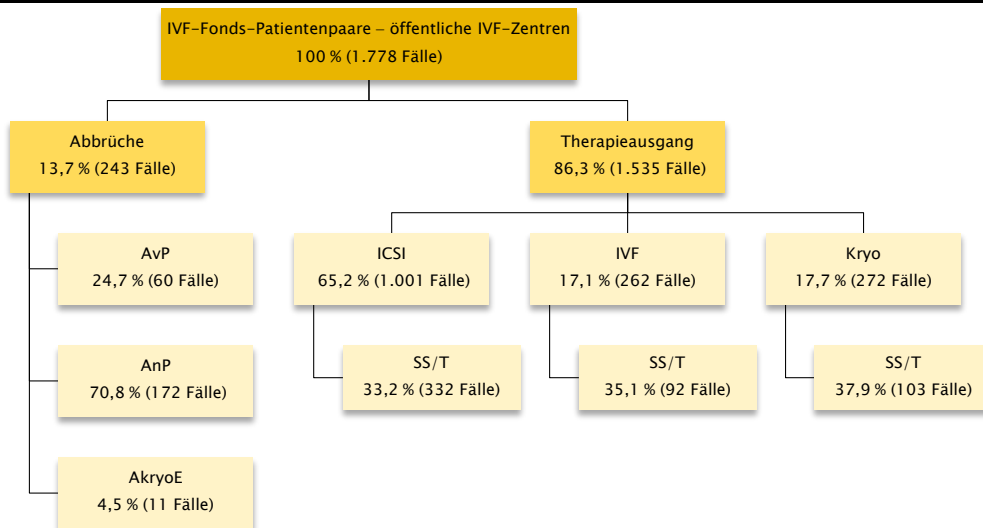 IVF-Fonds-Patientenpaare – öffentliche IVF-Zentren
100 % (1.778 Fälle)
Abbrüche
13,7 % (243 Fälle)
Therapieausgang
86,3 % (1.535 Fälle)
AvP
24,7 % (60 Fälle)
ICSI
65,2 % (1.001 Fälle)
IVF
17,1 % (262 Fälle)
Kryo
17,7 % (272 Fälle)
AnP
70,8 % (172 Fälle)
SS/T
33,2 % (332 Fälle)
SS/T
35,1 % (92 Fälle)
SS/T
37,9 % (103 Fälle)
AkryoE
4,5 % (11 Fälle)